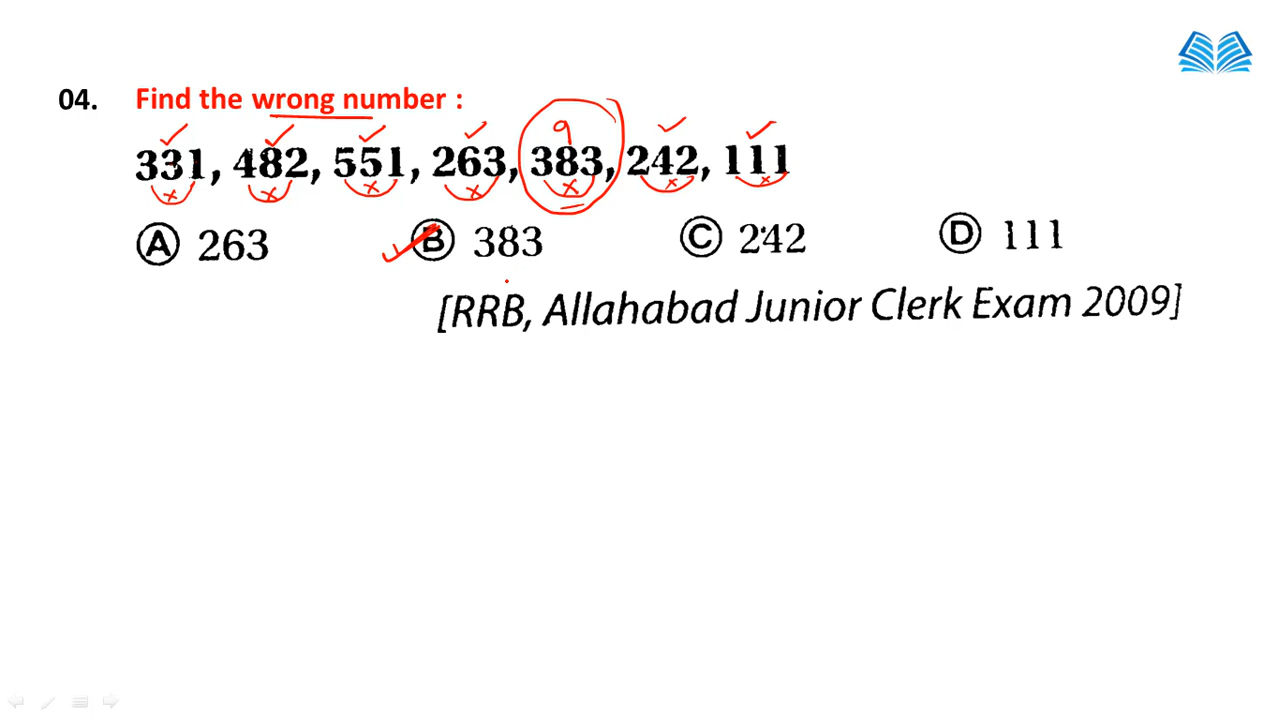 04. Find the wrong number :
9
331, 482, 551, 263, 383, 242, 111
x x x x x x x
A 263 B 383 C 242 D 111
[RRB, Allahabad Junior Clerk Exam 2009]